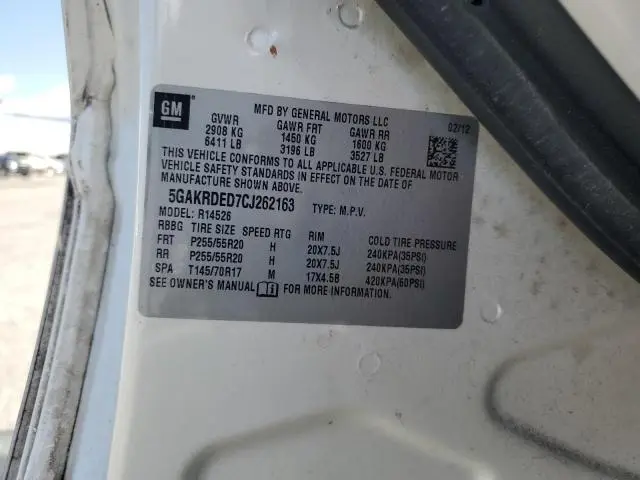 GM
MFD BY GENERAL MOTORS LLC
02/12
GVWR GAWR FRT GAWR RR
2908 KG 1450 KG 1600 KG
6411 LB 3196 LB 3527 LB
THIS VEHICLE CONFORMS TO ALL APPLICABLE U.S. FEDERAL MOTOR
VEHICLE SAFETY STANDARDS IN EFFECT ON THE DATE OF
MANUFACTURE SHOWN ABOVE.
5GAKRDED7CJ262163 TYPE: M.P.V.
MODEL: R14526
RBBG TIRE SIZE SPEED RTG RIM COLD TIRE PRESSURE
FRT P255/55R20 H 20X7.5J 240KPA(35PSI)
RR P255/55R20 H 20X7.5J 240KPA(35PSI)
SPA T145/70R17 M 17X4.5B 420KPA(60PSI)
SEE OWNER'S MANUAL FOR MORE INFORMATION.